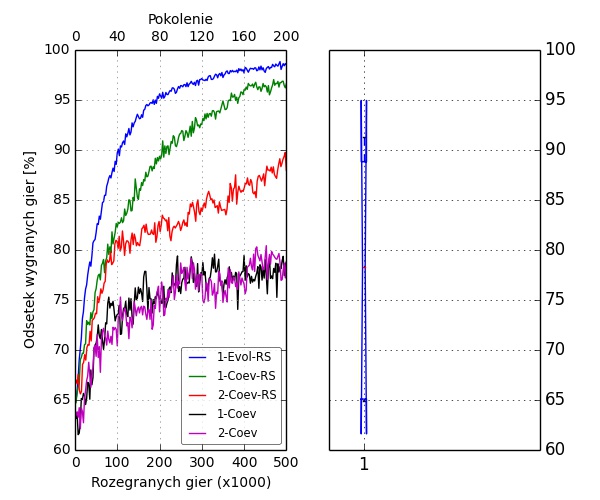 Pokolenie
0 40 80 120 160 200
100
95
90
85
80
75
70
65
60
Odsetek wygranych gier [%]
1-Evol-RS
1-Coev-RS
2-Coev-RS
1-Coev
2-Coev
0 100 200 300 400 500
Rozegranych gier (x1000)
100
95
90
85
80
75
70
65
60
1